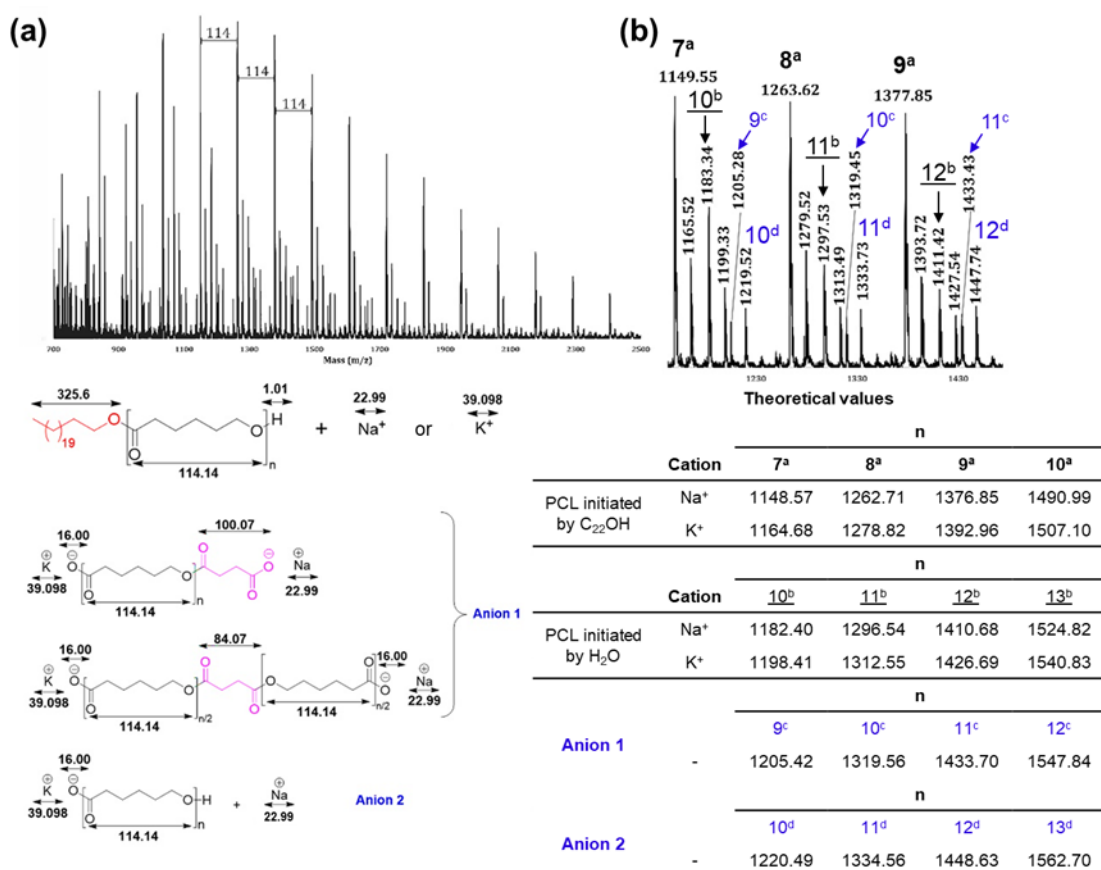 (a)
114
114
114
700 900 1100 1300 1500 1700 1900 2100 2300 2500
Mass (m/z)
(b)
7ᵃ
1149.55
1165.52
10ᵇ
1183.34
1199.33
9ᶜ
1205.28
10ᵈ
1219.52
8ᵃ
1263.62
1279.52
11ᵇ
1297.53
1313.49
10ᶜ
1319.45
11ᵈ
1333.73
9ᵃ
1377.85
1393.72
12ᵇ
1411.42
1427.54
11ᶜ
1433.43
12ᵈ
1447.74
1230 1330 1430
325.6
1.01
22.99
39.098
19
O
O
O
H
n
+ Na⁺ or K⁺
114.14
100.07
16.00
⊕ K ⊖ O O O O O O ⊖ ⊕ Na
39.098
114.14
n
22.99
Anion 1
84.07
16.00
16.00
⊕ K ⊖ O O O O O O O O ⊖ ⊕ Na
39.098
114.14
n/2
114.14
n/2
22.99
16.00
⊕ K ⊖ O O O H + ⊕ Na
39.098
114.14
n
22.99
Anion 2
Theoretical values
n
Cation 7ᵃ 8ᵃ 9ᵃ 10ᵃ
PCL initiated
by C₂₂OH
Na⁺ 1148.57 1262.71 1376.85 1490.99
K⁺ 1164.68 1278.82 1392.96 1507.10
n
Cation 10ᵇ 11ᵇ 12ᵇ 13ᵇ
PCL initiated
by H₂O
Na⁺ 1182.40 1296.54 1410.68 1524.82
K⁺ 1198.41 1312.55 1426.69 1540.83
n
Anion 1
9ᶜ 10ᶜ 11ᶜ 12ᶜ
- 1205.42 1319.56 1433.70 1547.84
n
Anion 2
10ᵈ 11ᵈ 12ᵈ 13ᵈ
- 1220.49 1334.56 1448.63 1562.70